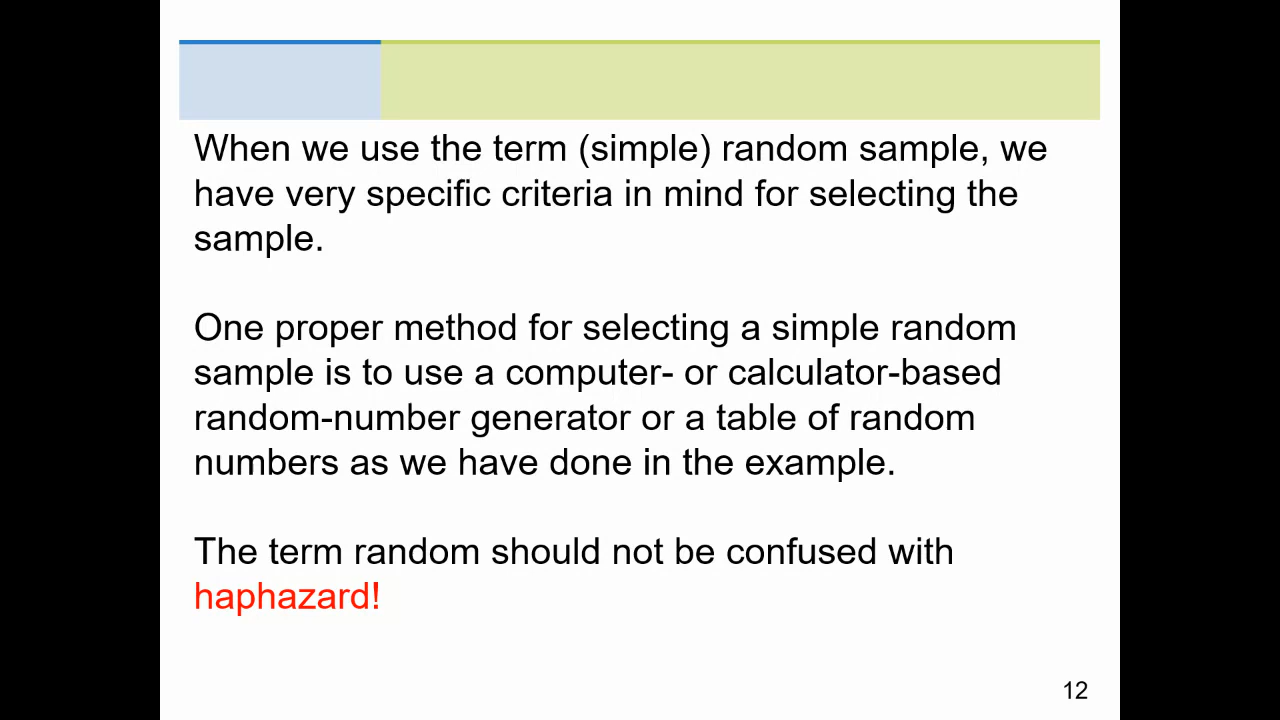 When we use the term (simple) random sample, we
have very specific criteria in mind for selecting the
sample.
One proper method for selecting a simple random
sample is to use a computer- or calculator-based
random-number generator or a table of random
numbers as we have done in the example.
The term random should not be confused with
haphazard!
12